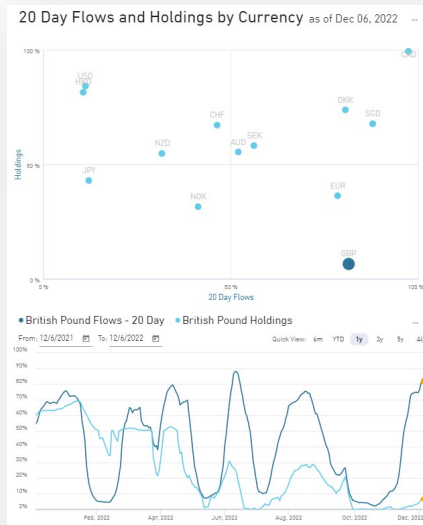 20 Day Flows and Holdings by Currency as of Dec 06, 2022 ...
100 %
CAD
USD
HKD
DKK
SGD
CHF
SEK
AUD
NZD
50 %
JPY
EUR
NOK
GBP
Holdings
0 %
0 % 50 % 100 %
20 Day Flows
British Pound Flows - 20 Day British Pound Holdings ...
From: 12/6/2021 To: 12/6/2022 Quick View: 6m YTD 1y 3y 5y
100%
90%
80%
70%
60%
50%
40%
30%
20%
10%
0%
Feb, 2022 Apr, 2022 Jun, 2022 Aug, 2022 Oct, 2022 Dec, 2022